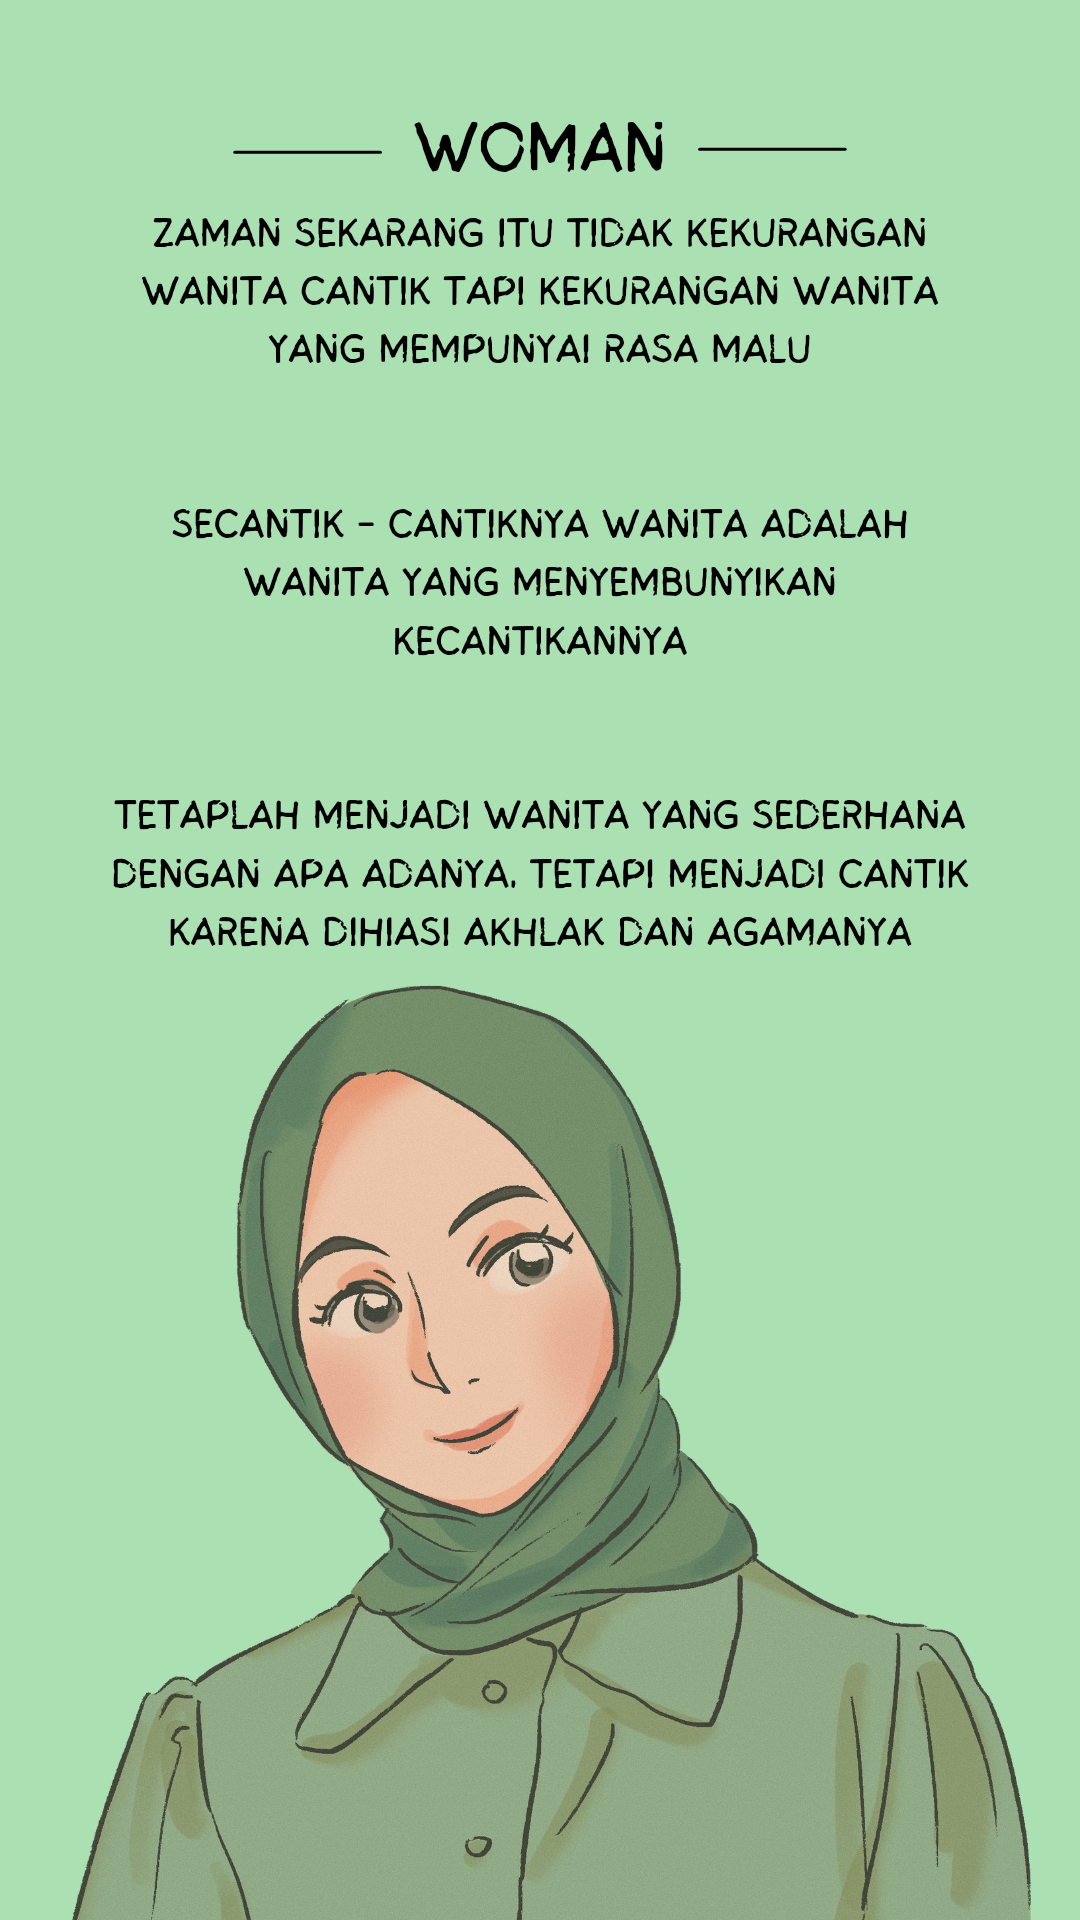 WOMAN
ZAMAN SEKARANG ITU TIDAK KEKURANGAN
WANITA CANTIK TAPI KEKURANGAN WANITA
YANG MEMPUNYAI RASA MALU
SECANTIK - CANTIKNYA WANITA ADALAH
WANITA YANG MENYEMBUNYIKAN
KECANTIKANNYA
TETAPLAH MENJADI WANITA YANG SEDERHANA
DENGAN APA ADANYA, TETAPI MENJADI CANTIK
KARENA DIHIASI AKHLAK DAN AGAMANYA